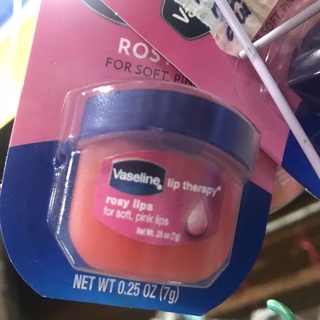 ROSY
FOR SOFT, PIN
Vaseline® lip therapy®
rosy lips
for soft, pink lips
Net Wt. .25 oz (7g)
NET WT 0.25 OZ (7g)